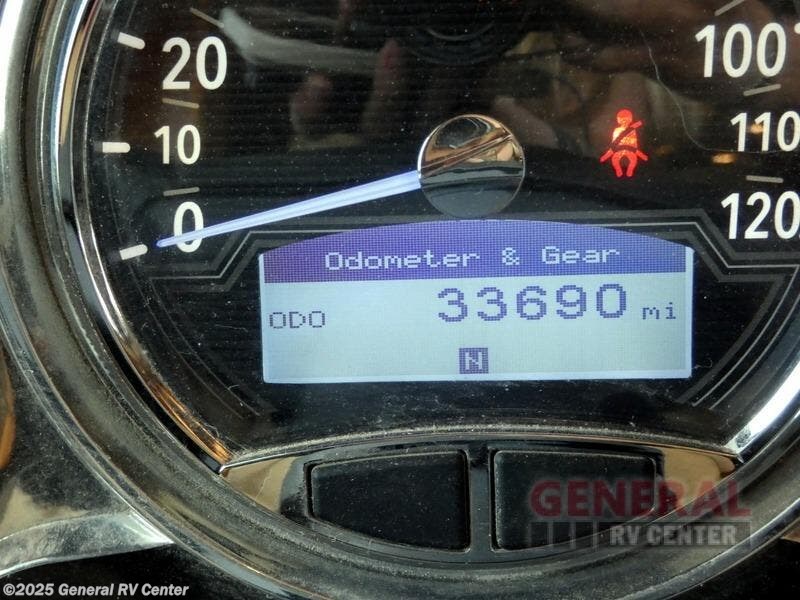 20
100
10
110
0
120
Odometer & Gear
ODO 33690 mi
N
GENERAL
RV CENTER
©2025 General RV Center